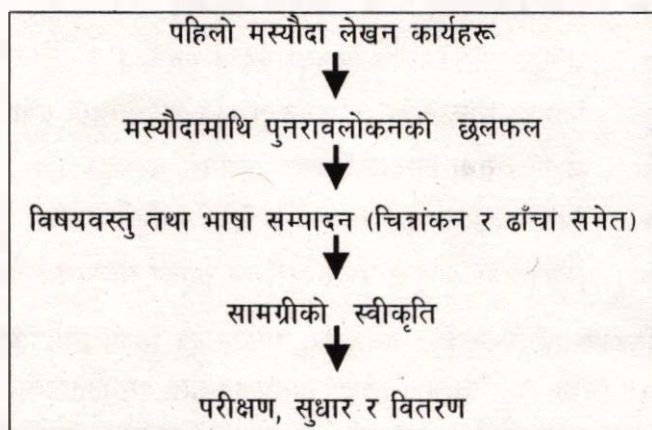 पहिलो मस्यौदा लेखन कार्यहरू
मस्यौदामाथि पुनरावलोकनको छलफल
विषयवस्तु तथा भाषा सम्पादन (चित्रांकन र ढाँचा समेत)
सामग्रीको स्वीकृति
परीक्षण, सुधार र वितरण